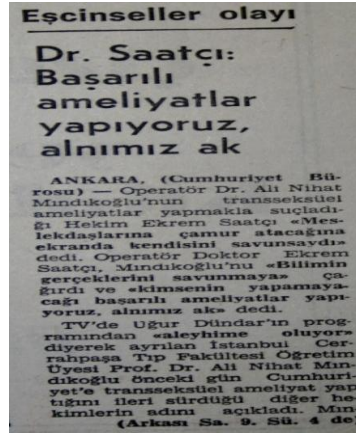 Eşcinseller olayı
Dr. Saatçı:
Başarılı
ameliyatlar
yapıyoruz,
alnımız ak
ANKARA, (Cumhuriyet Bü-
rosu) — Operatör Dr. Ali Nihat
Mındıkoğlu'nun transseksüel
ameliyatlar yapmakla suçladı-
ğı Hekim Ekrem Saatçı «Mes-
lekdaşlarına çamur atacağına
ekranda kendisini savunsaydı»
dedi. Operatör Doktor Ekrem
Saatçı, Mındıkoğlu'nu «Bilimin
gerçeklerini savunmaya» ça-
ğırdı ve «kimsenin yapamaya-
cağı başarılı ameliyatlar yapı-
yoruz, alnımız ak» dedi.
TV'de Uğur Dündar'ın prog-
ramından «aleyhime oluyor»
diyerek ayrılan İstanbul Cer-
rahpaşa Tıp Fakültesi Öğretim
Üyesi Prof. Dr. Ali Nihat Mın-
dıkoğlu önceki gün Cumhuri-
yet'e transseksüel ameliyat yap
tığını ileri sürdüğü diğer he-
kimlerin adını açıkladı. Mın
(Arkası Sa. 9, Sü. 4 de